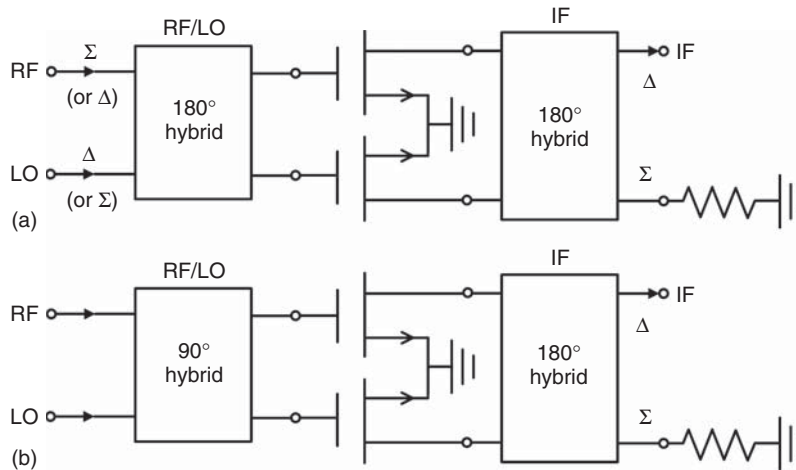 RF/LO
IF
RF
Σ
(or Δ)
180°
hybrid
180°
hybrid
IF
Δ
LO
Δ
(or Σ)
Σ
(a)
RF/LO
IF
RF
90°
hybrid
180°
hybrid
IF
Δ
LO
Σ
(b)